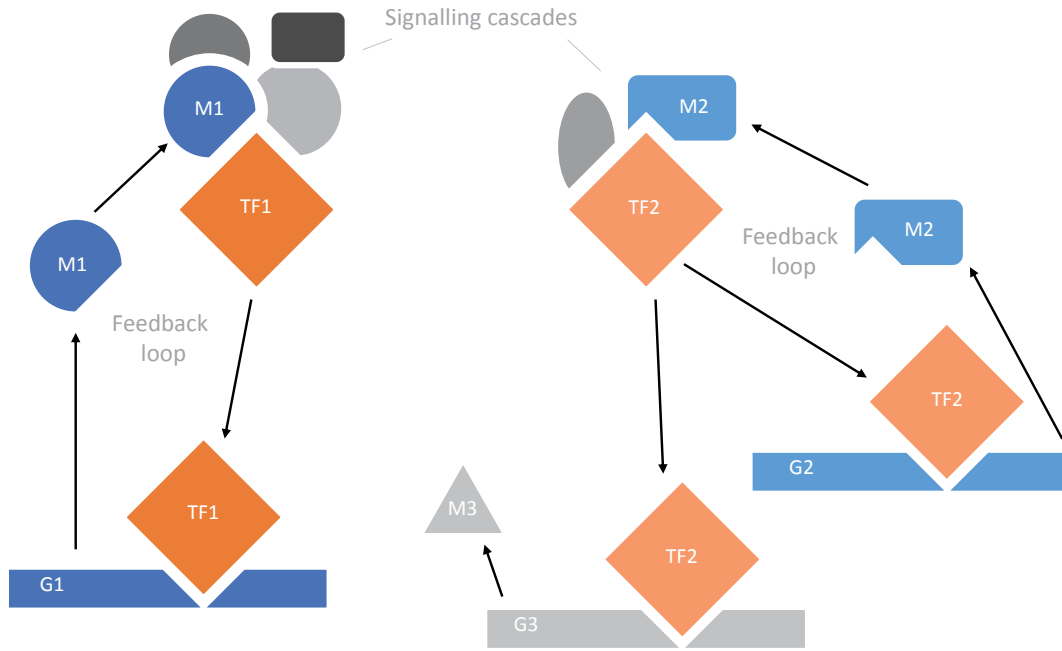 Signalling cascades
M1
M2
TF1
TF2
M1
M2
Feedback
loop
Feedback
loop
TF2
G2
M3
TF1
TF2
G1
G3